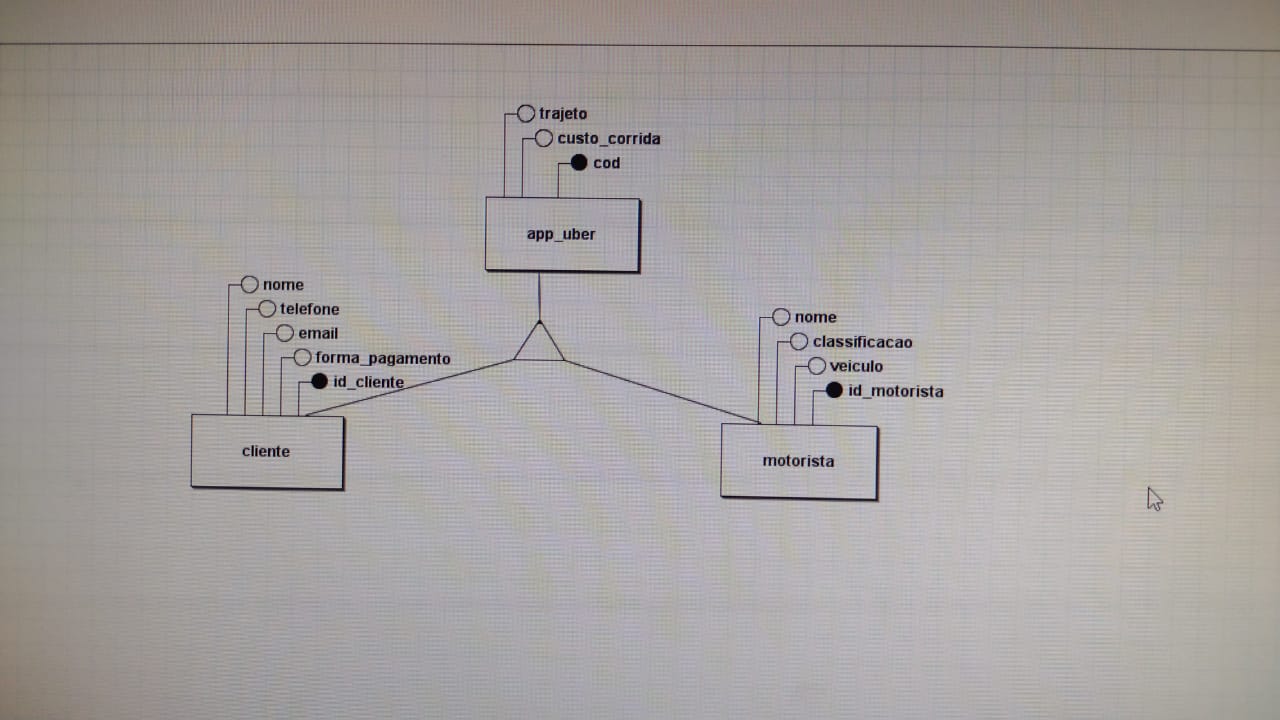 trajeto
custo_corrida
cod
app_uber
nome
telefone
email
forma_pagamento
id_cliente
cliente
nome
classificacao
veiculo
id_motorista
motorista